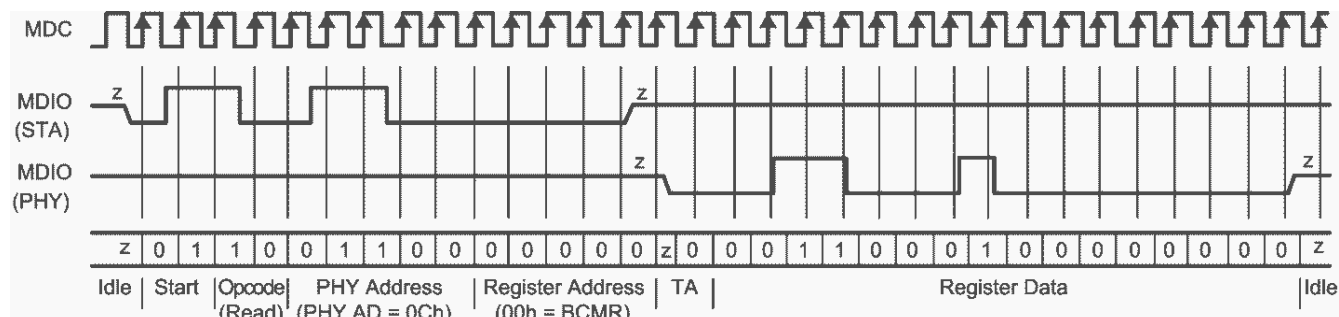 MDC
z z
MDIO
(STA)
z z
MDIO
(PHY)
z 0 1 1 0 0 1 1 0 0 0 0 0 0 0 z 0 0 0 1 1 0 0 0 1 0 0 0 0 0 0 0 0 z
Idle Start Opcode PHY Address Register Address TA Register Data Idle
(Read) (PHY AD = 0Ch) (00h = BCMR)